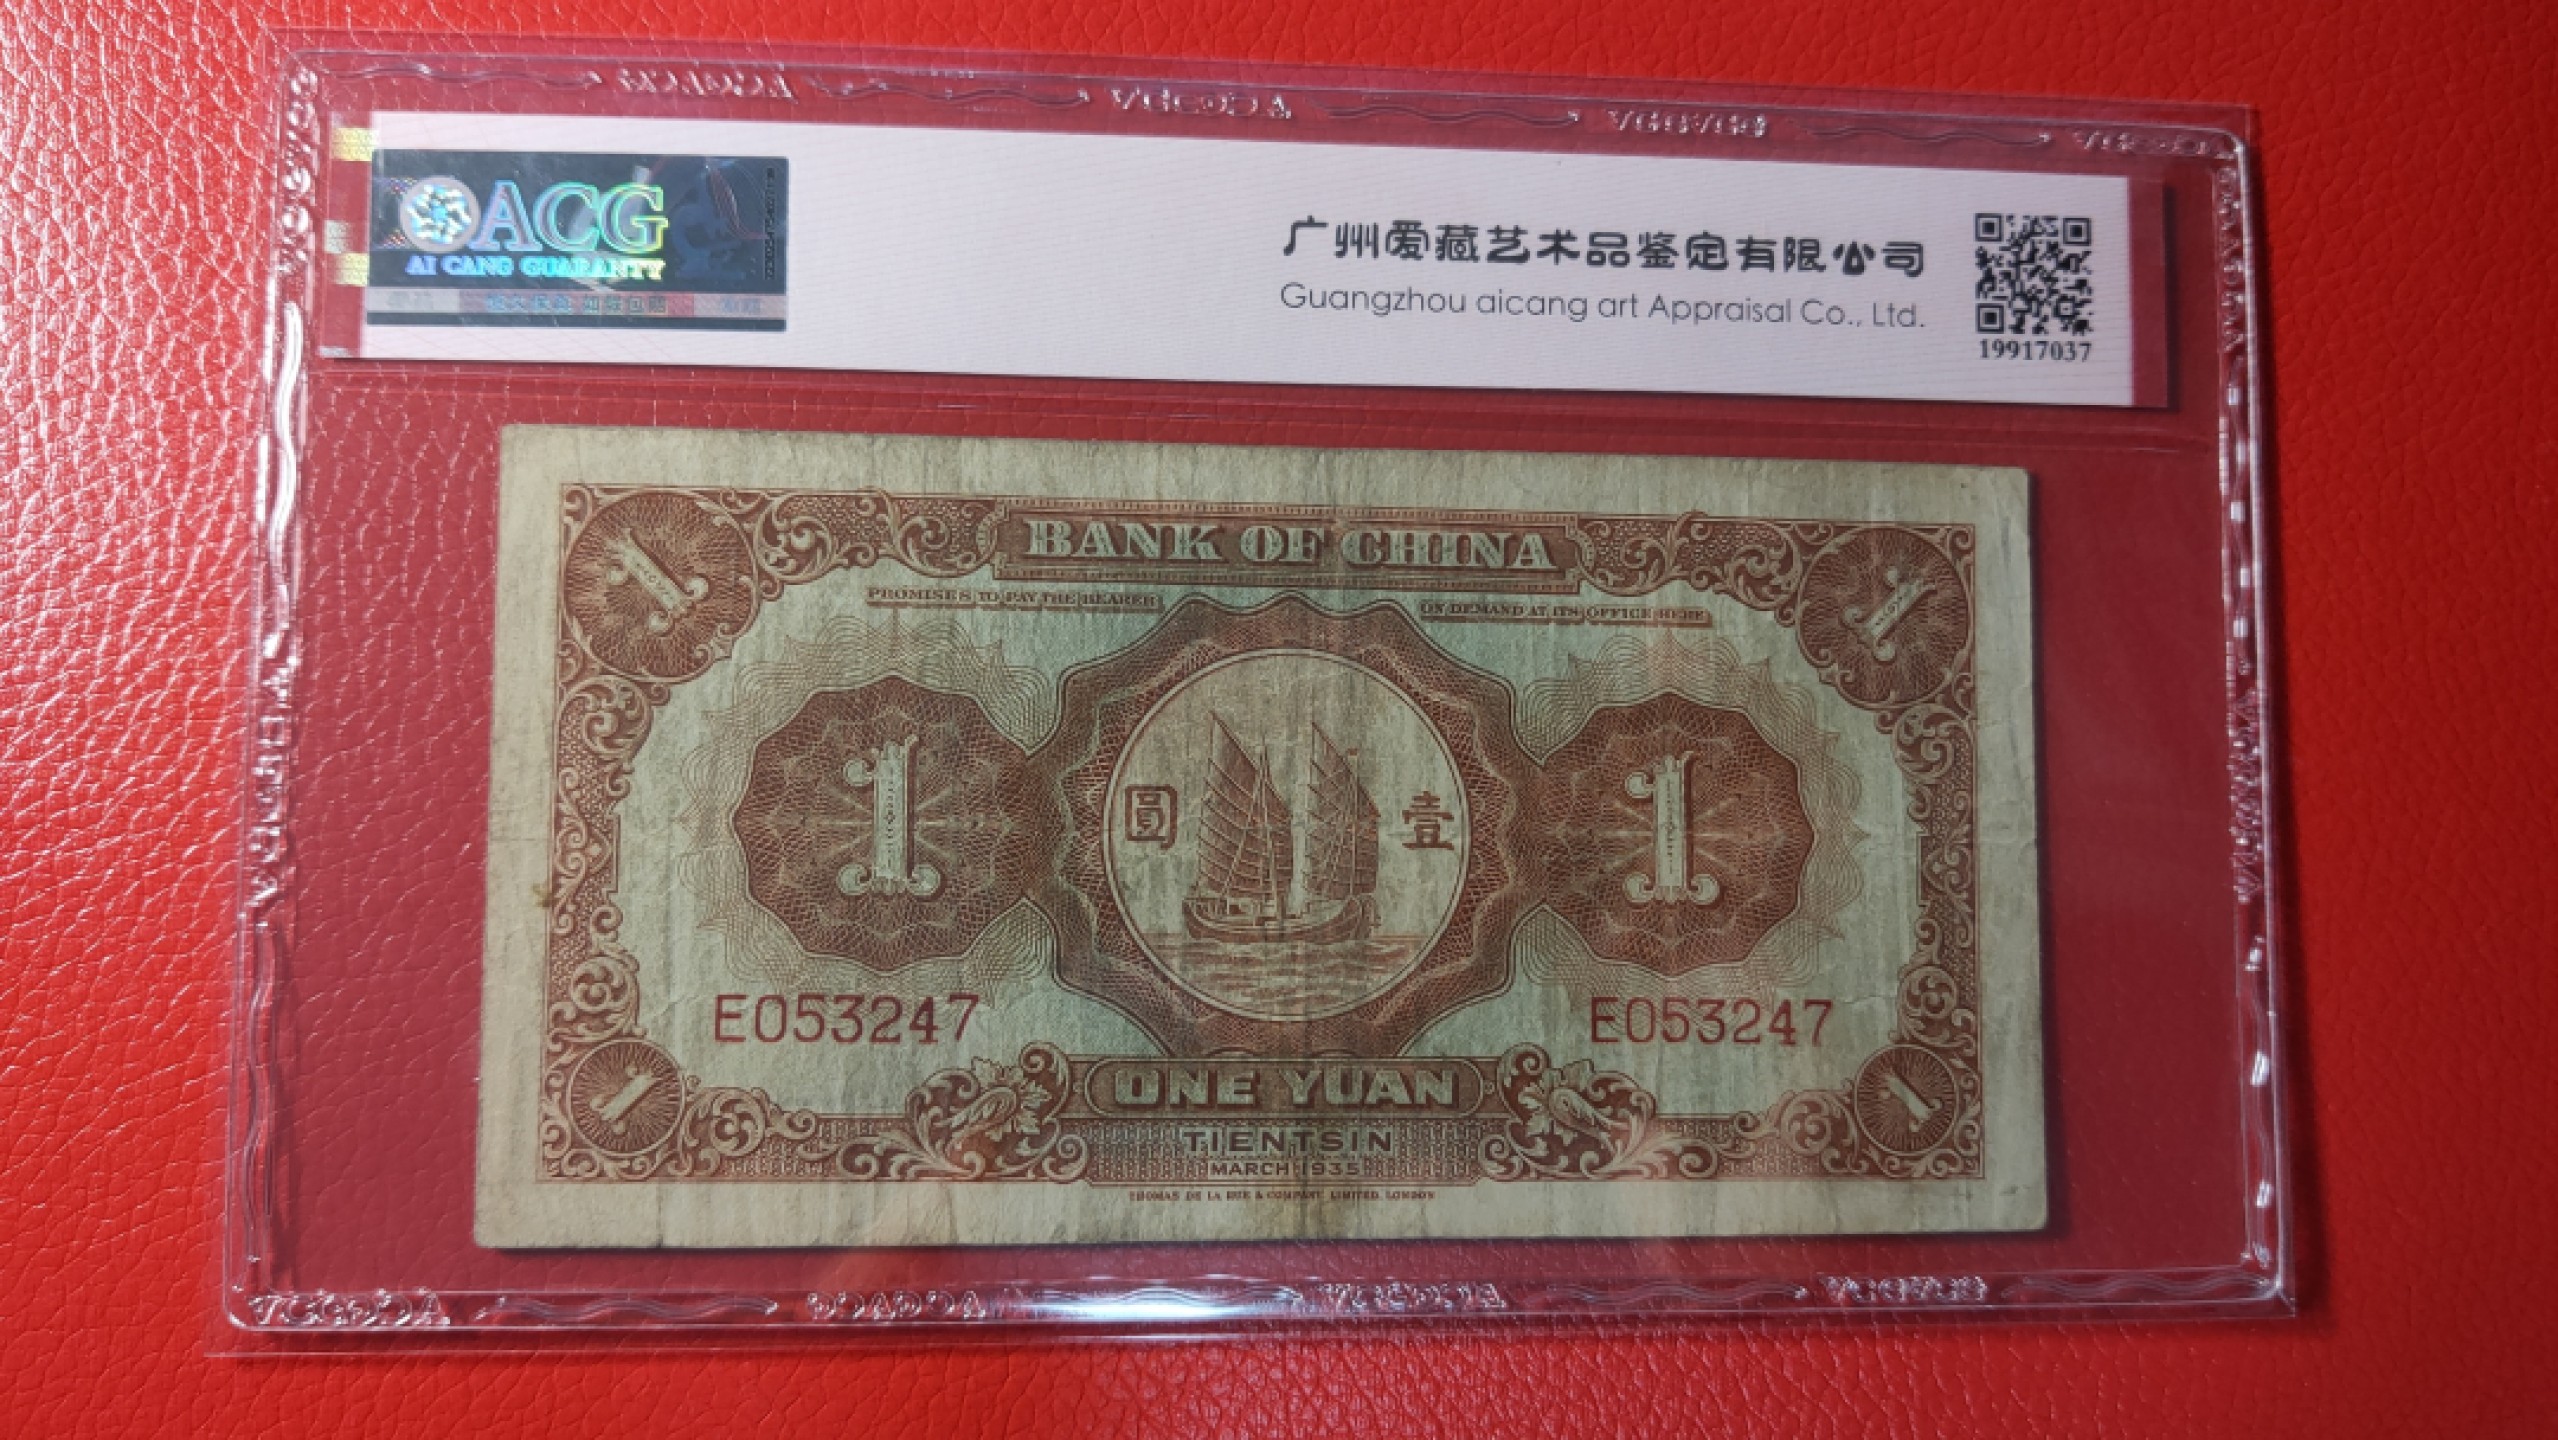 ACG
AI CANG GUARANTY
广州爱藏艺术品鉴定有限公司
Guangzhou aicang art Appraisal Co., Ltd.
19917037
1
1
BANK OF CHINA
PROMISES TO PAY THE BEARER
ON DEMAND AT ITS OFFICE HERE
1
圓
壹
1
E053247
E053247
1
ONE YUAN
1
TIENTSIN
MARCH 1935
THOMAS DE LA RUE & COMPANY LIMITED, LONDON